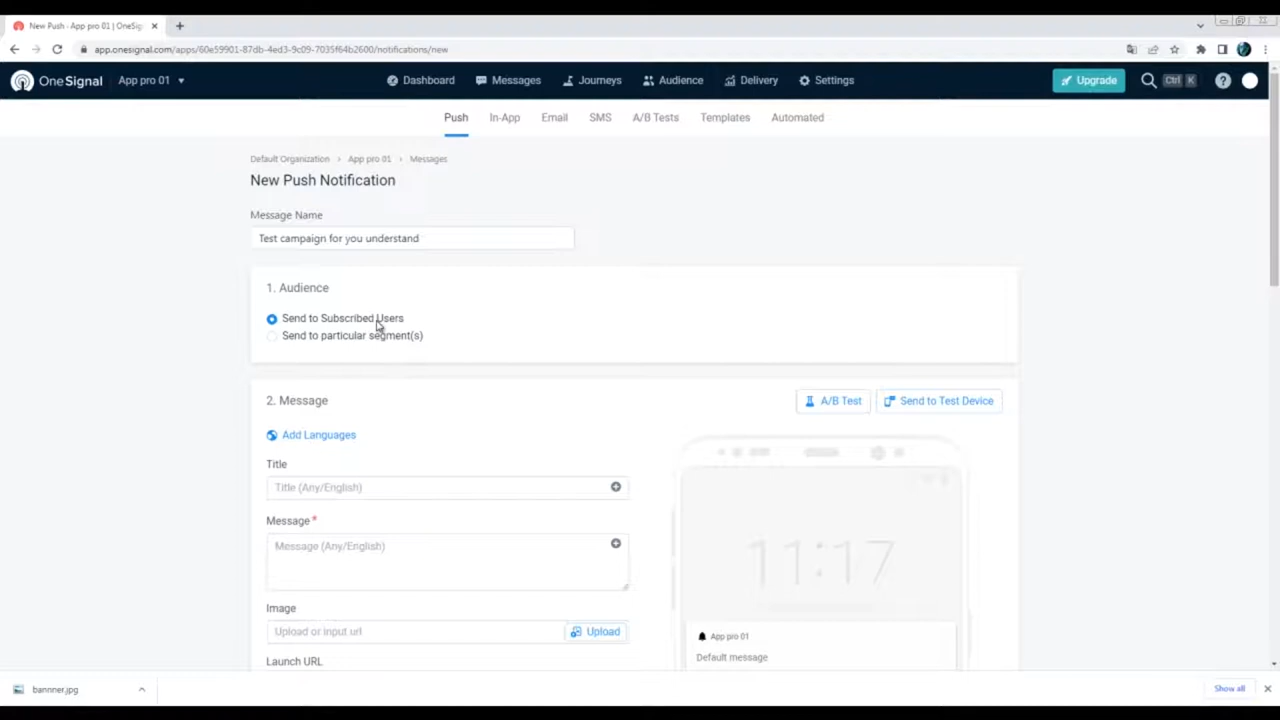 New Push - App pro 01 | OneSig
app.onesignal.com/apps/60e59901-87db-4ed3-9c09-7035f64b2600/notifications/new
OneSignal App pro 01 Dashboard Messages Journeys Audience Delivery Settings Upgrade Ctrl K
Push In-App Email SMS A/B Tests Templates Automated
Default Organization > App pro 01 > Messages
New Push Notification
Message Name
Test campaign for you understand
1. Audience
Send to Subscribed Users
Send to particular segment(s)
2. Message A/B Test Send to Test Device
Add Languages
Title
Title (Any/English)
Message *
Message (Any/English)
11:17
Image
Upload or input url Upload
App pro 01
Default message
Launch URL
bannner.jpg Show all